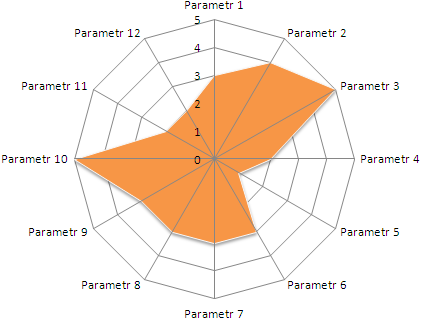 Parametr 1
Parametr 2
Parametr 3
Parametr 4
Parametr 5
Parametr 6
Parametr 7
Parametr 8
Parametr 9
Parametr 10
Parametr 11
Parametr 12
5
4
3
2
1
0